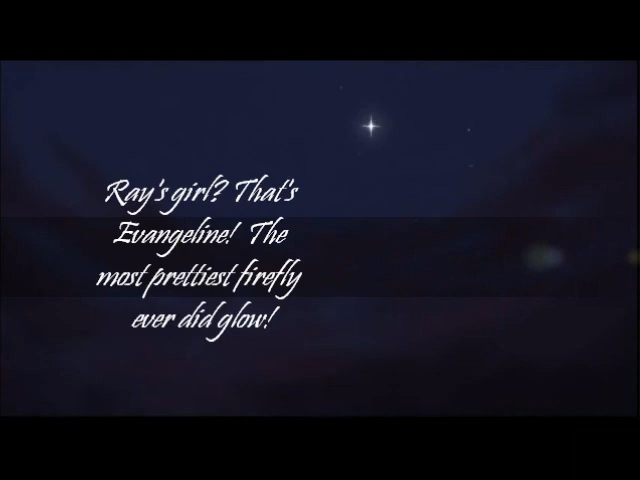 Ray's girl? That's
Evangeline! The
most prettiest firefly
ever did glow!